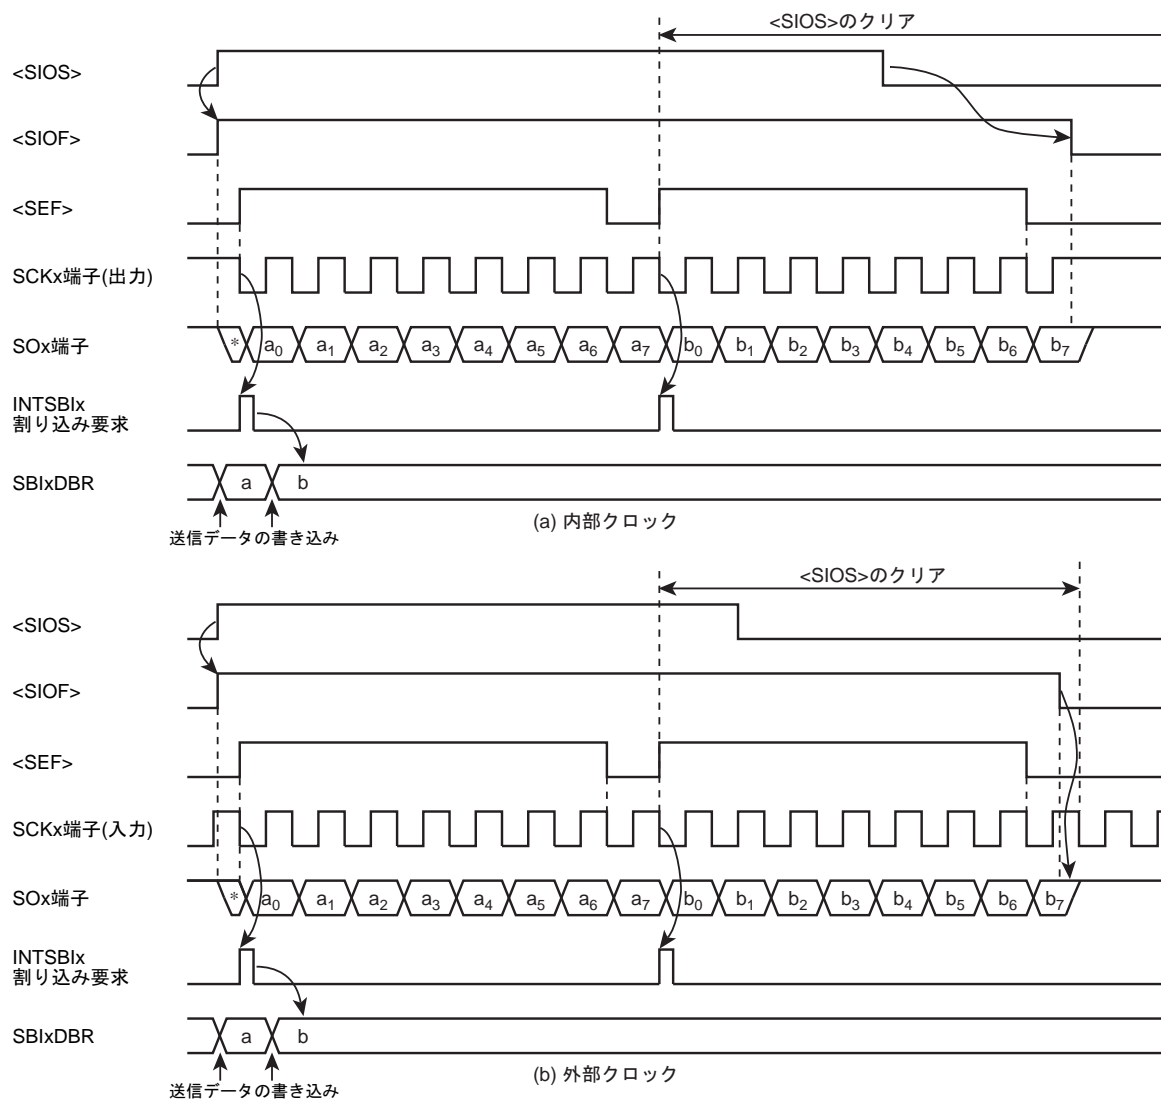 <SIOS>のクリア
<SIOS>
<SIOF>
<SEF>
SCKx端子(出力)
SOx端子
* a0 a1 a2 a3 a4 a5 a6 a7 b0 b1 b2 b3 b4 b5 b6 b7
INTSBIx
割り込み要求
SBIxDBR
a b
送信データの書き込み
(a) 内部クロック
<SIOS>のクリア
<SIOS>
<SIOF>
<SEF>
SCKx端子(入力)
SOx端子
* a0 a1 a2 a3 a4 a5 a6 a7 b0 b1 b2 b3 b4 b5 b6 b7
INTSBIx
割り込み要求
SBIxDBR
a b
送信データの書き込み
(b) 外部クロック